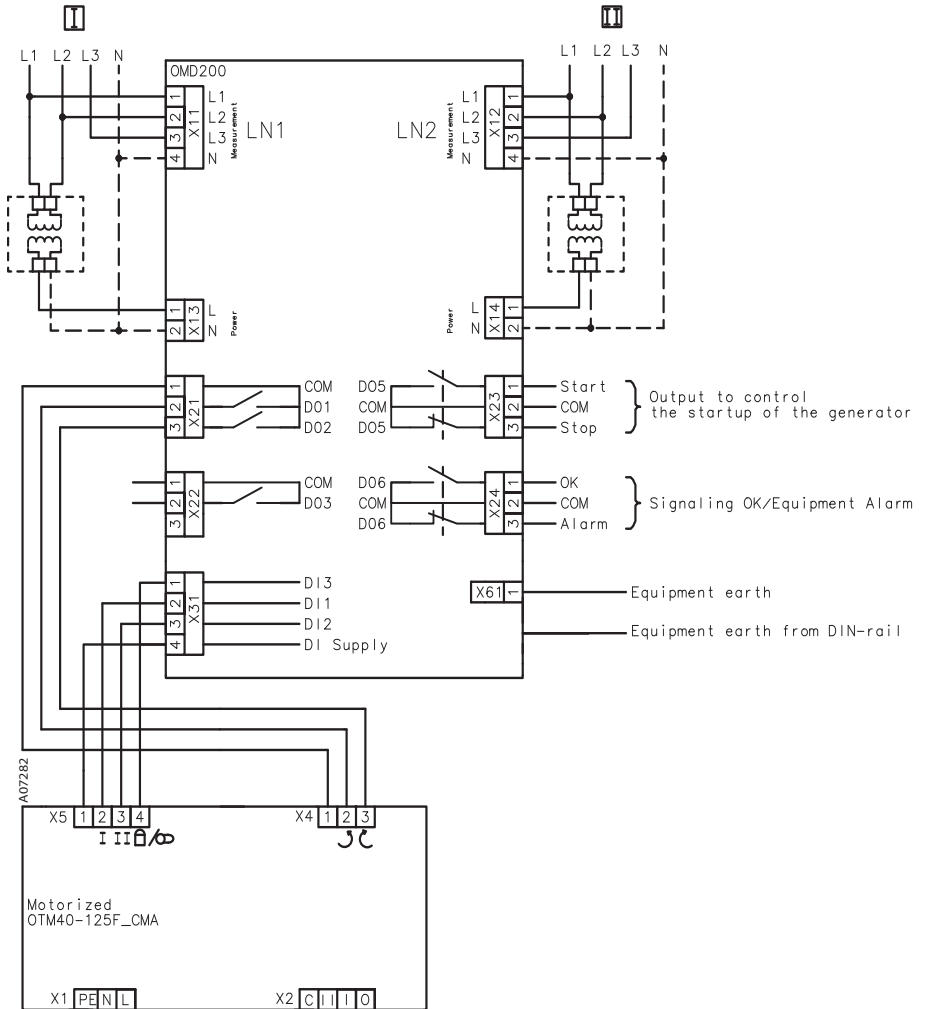 I
II
L1 L2 L3 N
L1 L2 L3 N
OMD200
1 L1
2 L2
3 L3
4 N
X11
Measurement
LN1
LN2
Measurement
L1 1
L2 2
L3 3
N 4
X12
1 L
2 N
X13
Power
Power
L 1
N 2
X14
1 COM
2 DO1
3 DO2
X21
DO5 1 Start
COM 2 COM
DO5 3 Stop
X23
Output to control
the startup of the generator
1 COM
2 DO3
3
X22
DO6 1 OK
COM 2 COM
DO6 3 Alarm
X24
Signaling OK/Equipment Alarm
1 DI3
2 DI1
3 DI2
4 DI Supply
X31
X61 1 Equipment earth
Equipment earth from DIN-rail
A07282
X5 1 2 3 4
I II
X4 1 2 3
Motorized
OTM40-125F_CMA
X1 PE N L
X2 C II I O